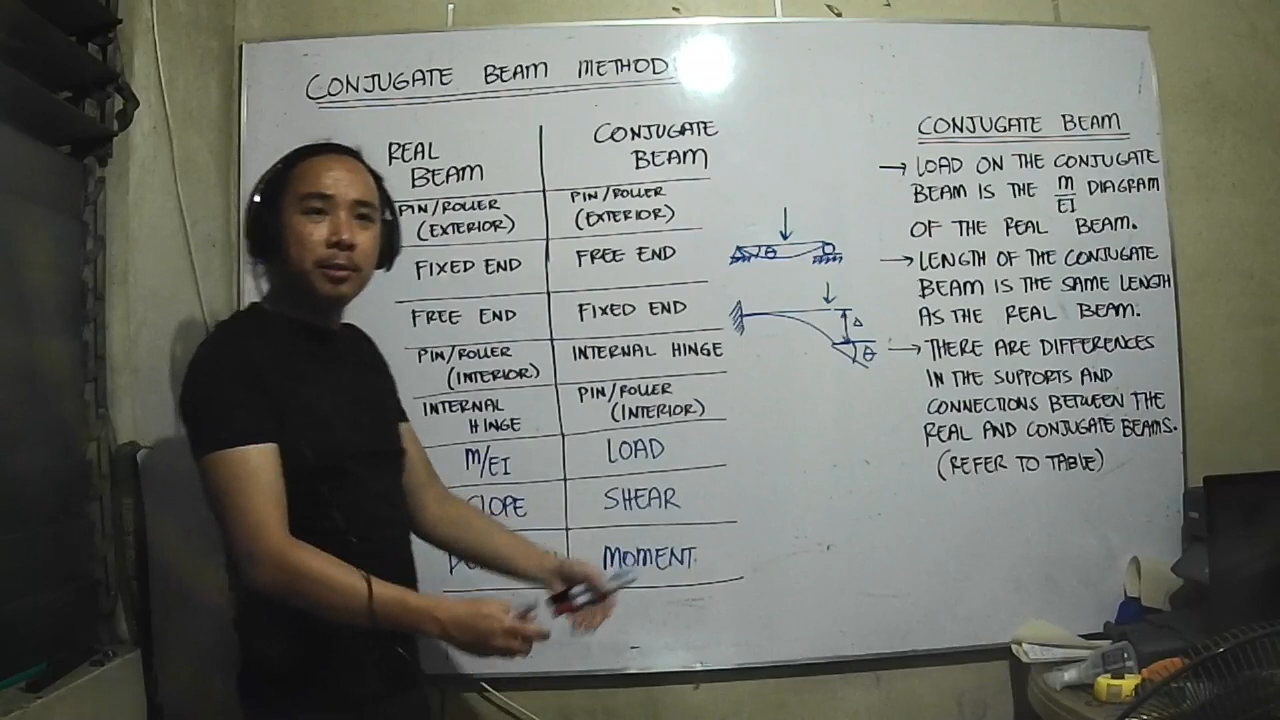 CONJUGATE BEAM METHOD
REAL
BEAM
CONJUGATE
BEAM
PIN/ROLLER
(EXTERIOR)
PIN/ROLLER
(EXTERIOR)
FIXED END
FREE END
FREE END
FIXED END
PIN/ROLLER
(INTERIOR)
INTERNAL HINGE
INTERNAL
HINGE
PIN/ROLLER
(INTERIOR)
M/EI
LOAD
SLOPE
SHEAR
MOMENT
θ
Δ
θ
CONJUGATE BEAM
→ LOAD ON THE CONJUGATE
BEAM IS THE M/EI DIAGRAM
OF THE REAL BEAM.
→ LENGTH OF THE CONJUGATE
BEAM IS THE SAME LENGTH
AS THE REAL BEAM.
→ THERE ARE DIFFERENCES
IN THE SUPPORTS AND
CONNECTIONS BETWEEN THE
REAL AND CONJUGATE BEAMS.
(REFER TO TABLE)